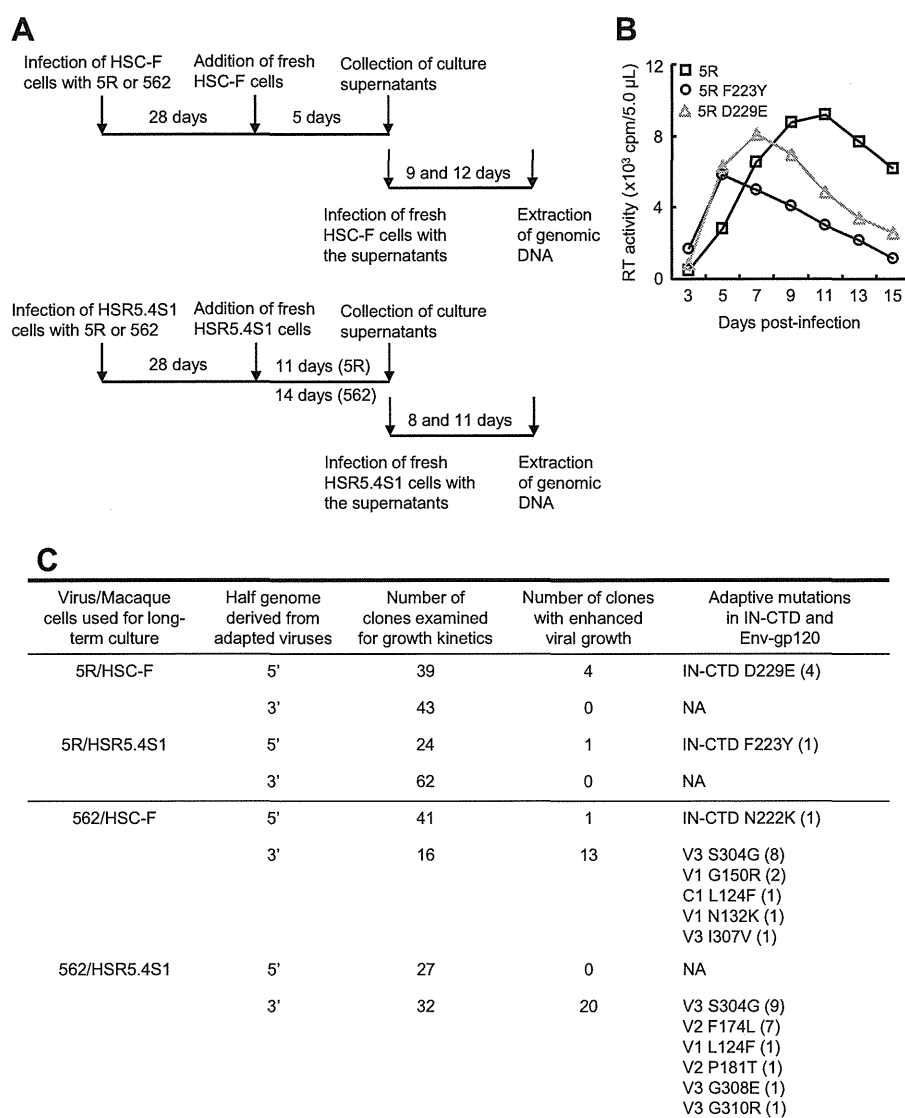 A
Infection of HSC-F
cells with 5R or 562
Addition of fresh
HSC-F cells
Collection of culture
supernatants
28 days
5 days
9 and 12 days
Infection of fresh
HSC-F cells with
the supernatants
Extraction
of genomic
DNA
Infection of HSR5.4S1
cells with 5R or 562
Addition of fresh
HSR5.4S1 cells
Collection of culture
supernatants
28 days
11 days (5R)
14 days (562)
8 and 11 days
Infection of fresh
HSR5.4S1 cells with
the supernatants
Extraction
of genomic
DNA
B
RT activity (x10³ cpm/5.0 µL)
12
8
4
0
5R
5R F223Y
5R D229E
3 5 7 9 11 13 15
Days post-infection
C
Virus/Macaque
cells used for long-
term culture
Half genome
derived from
adapted viruses
Number of
clones examined
for growth kinetics
Number of clones
with enhanced
viral growth
Adaptive mutations
in IN-CTD and
Env-gp120
5R/HSC-F 5' 39 4 IN-CTD D229E (4)
3' 43 0 NA
5R/HSR5.4S1 5' 24 1 IN-CTD F223Y (1)
3' 62 0 NA
562/HSC-F 5' 41 1 IN-CTD N222K (1)
3' 16 13 V3 S304G (8)
V1 G150R (2)
C1 L124F (1)
V1 N132K (1)
V3 I307V (1)
562/HSR5.4S1 5' 27 0 NA
3' 32 20 V3 S304G (9)
V2 F174L (7)
V1 L124F (1)
V2 P181T (1)
V3 G308E (1)
V3 G310R (1)